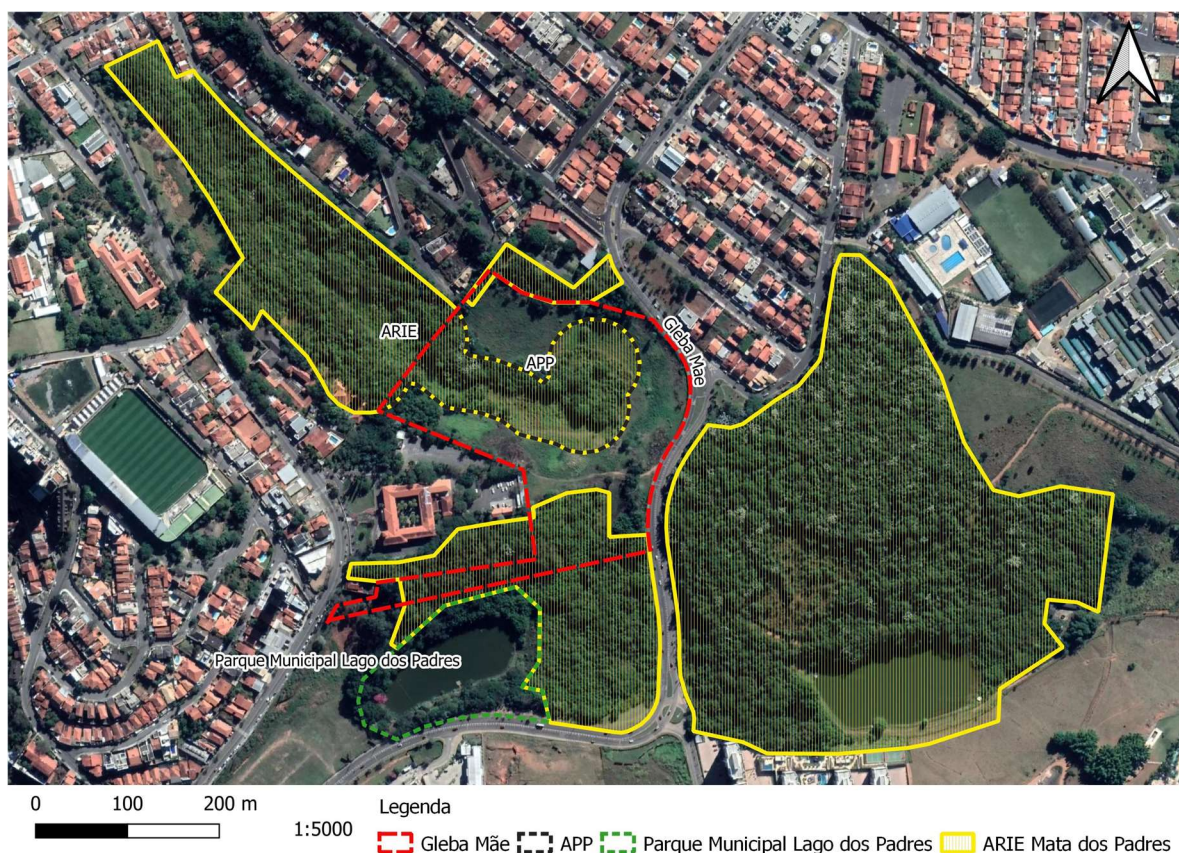 ARIE
APP
Gleba Mae
Parque Municipal Lago dos Padres
0 100 200 m
1:5000
Legenda
Gleba Mãe APP Parque Municipal Lago dos Padres ARIE Mata dos Padres